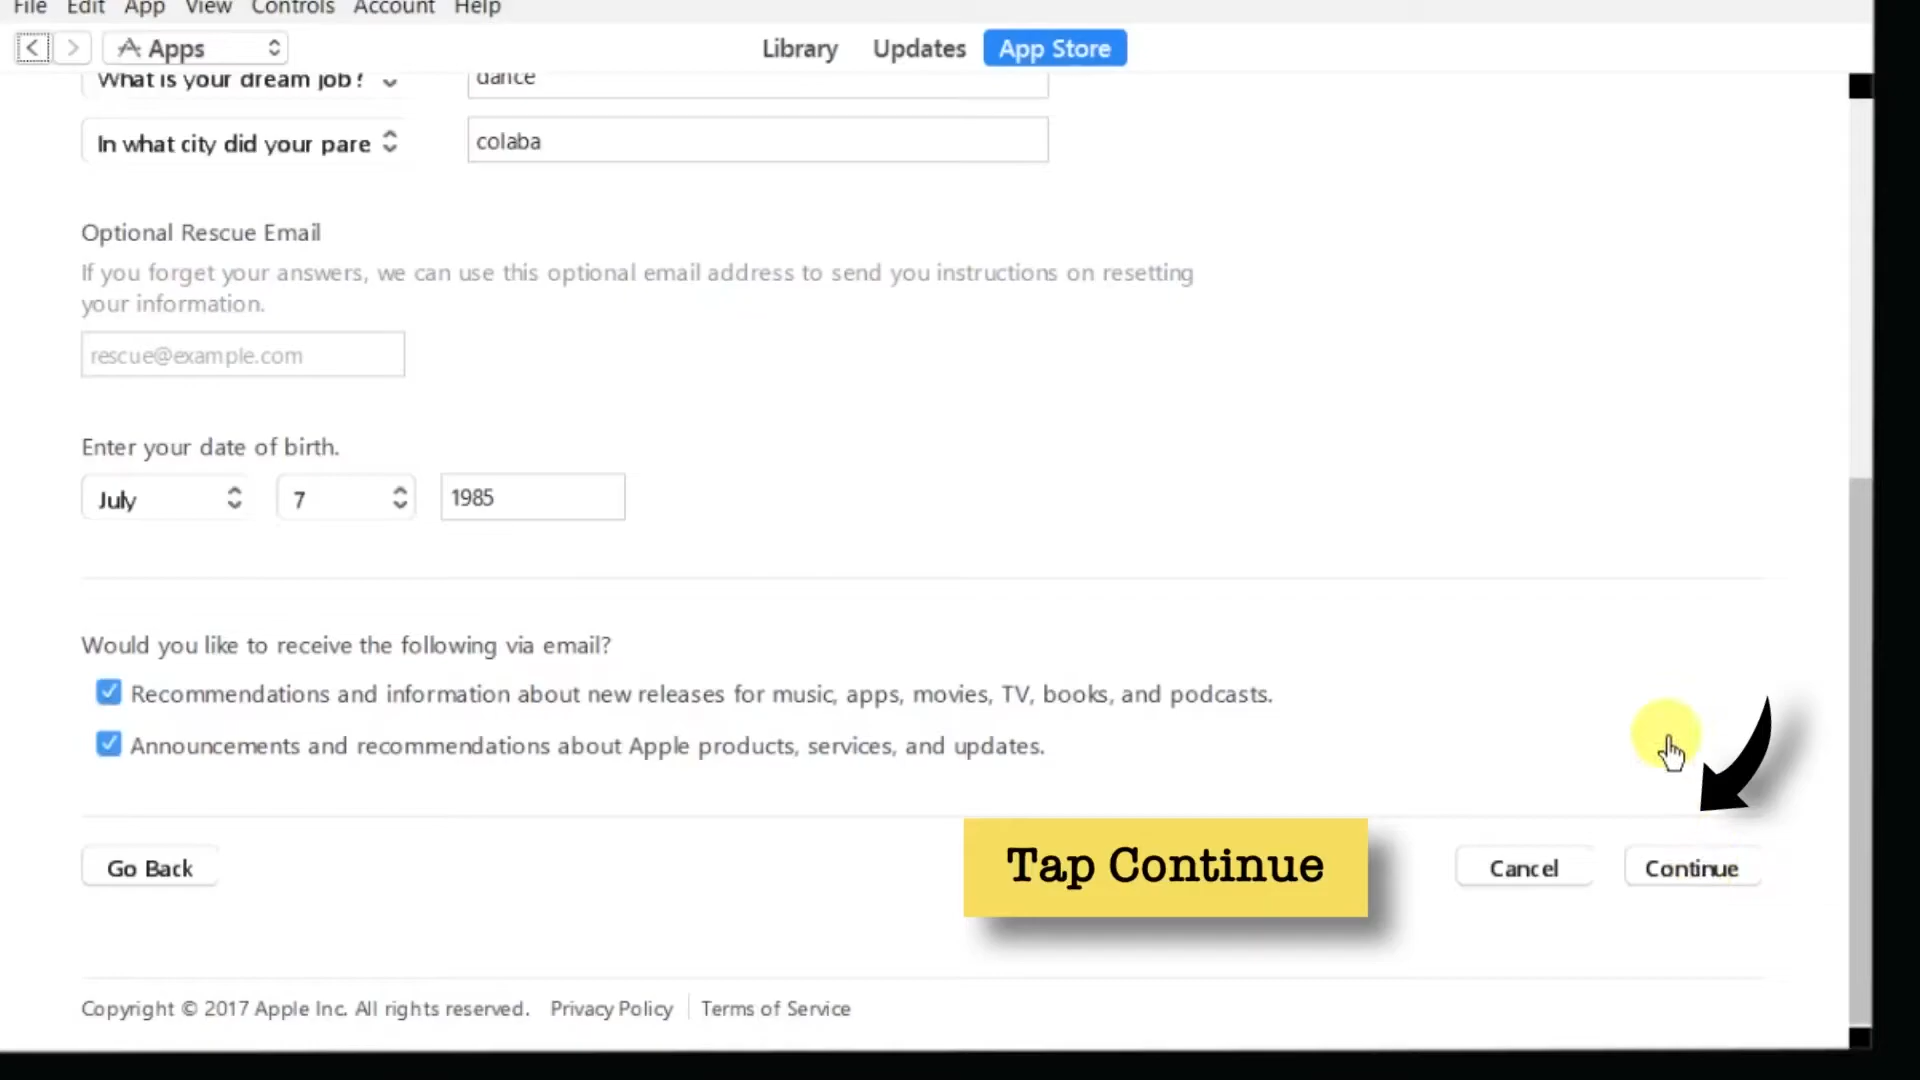 File Edit App View Controls Account Help
Apps Library Updates App Store
What is your dream job? dance
In what city did your pare colaba
Optional Rescue Email
If you forget your answers, we can use this optional email address to send you instructions on resetting
your information.
rescue@example.com
Enter your date of birth.
July 7 1985
Would you like to receive the following via email?
Recommendations and information about new releases for music, apps, movies, TV, books, and podcasts.
Announcements and recommendations about Apple products, services, and updates.
Go Back Tap Continue Cancel Continue
Copyright © 2017 Apple Inc. All rights reserved. Privacy Policy Terms of Service